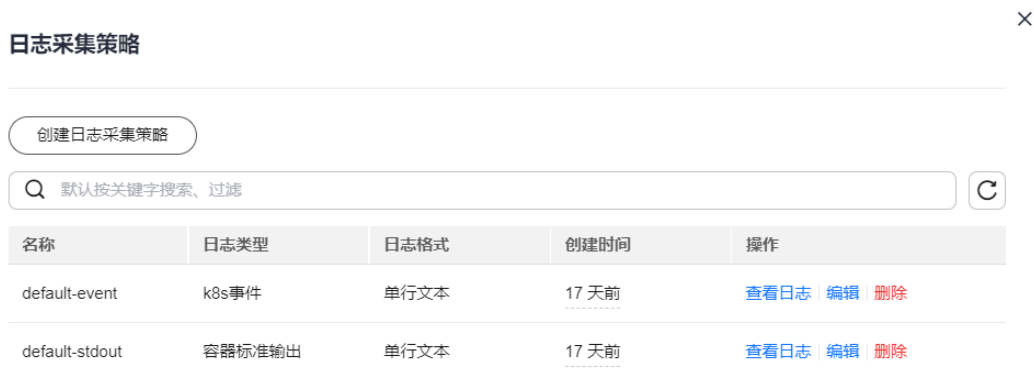 日志采集策略
创建日志采集策略
默认按关键字搜索、过滤
名称 日志类型 日志格式 创建时间 操作
default-event k8s事件 单行文本 17 天前 查看日志 编辑 删除
default-stdout 容器标准输出 单行文本 17 天前 查看日志 编辑 删除